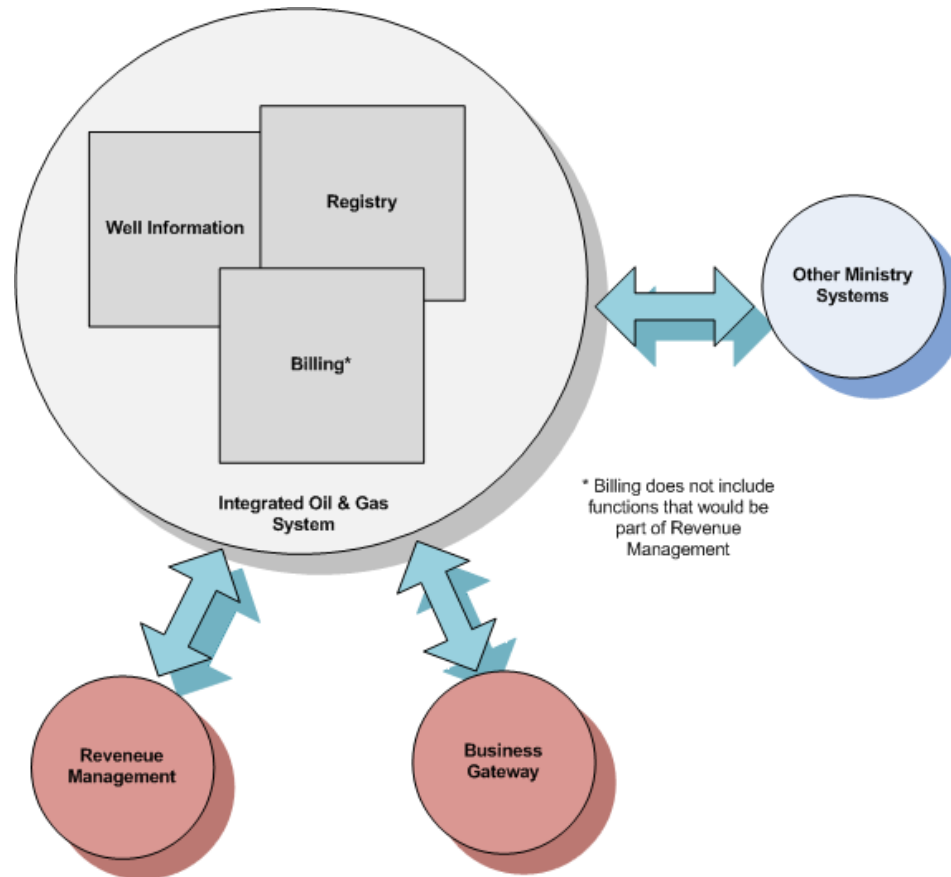 Registry
Well Information
Other Ministry
Systems
Billing*
* Billing does not include
functions that would be
part of Revenue
Management
Integrated Oil & Gas
System
Reveneue
Management
Business
Gateway